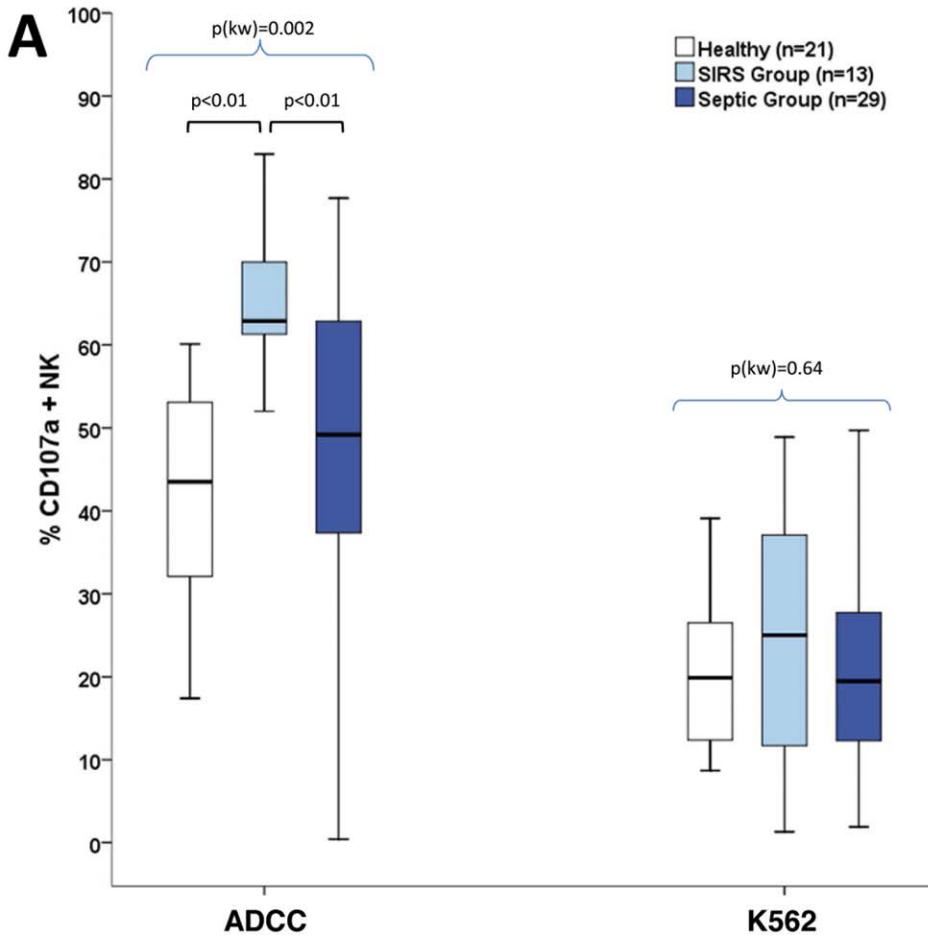 A
p(kw)=0.002
p<0.01 p<0.01
Healthy (n=21)
SIRS Group (n=13)
Septic Group (n=29)
p(kw)=0.64
% CD107a + NK
100
90
80
70
60
50
40
30
20
10
0
ADCC K562